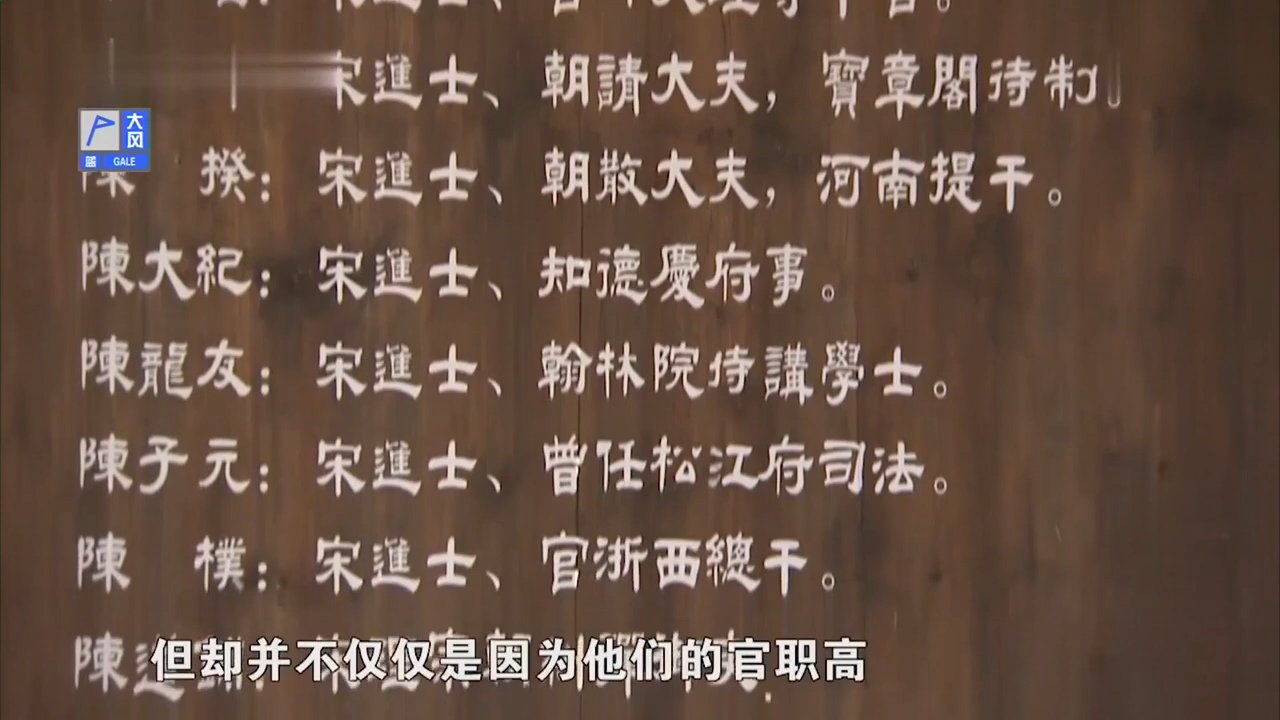 宋進士、朝請大夫，寶章閣待制
大风
GALE
陳 揆：宋進士、朝散大夫，河南提干。
陳大紀：宋進士、知德慶府事。
陳龍友：宋進士、翰林院侍講學士。
陳子元：宋進士、曾任松江府司法。
陳 樸：宋進士、官浙西總干。
陳
但却并不仅仅是因为他们的官职高